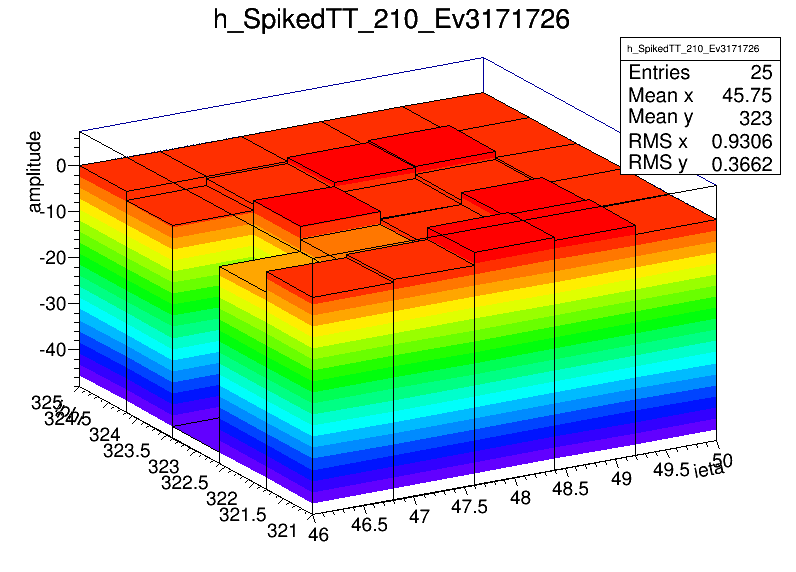 h_SpikedTT_210_Ev3171726
h_SpikedTT_210_Ev3171726
Entries 25
Mean x 45.75
Mean y 323
RMS x 0.9306
RMS y 0.3662
amplitude
0
-10
-20
-30
-40
325
324.5
324
323.5
323
322.5
322
321.5
321
46
46.5
47
47.5
48
48.5
49
49.5
50
ieta